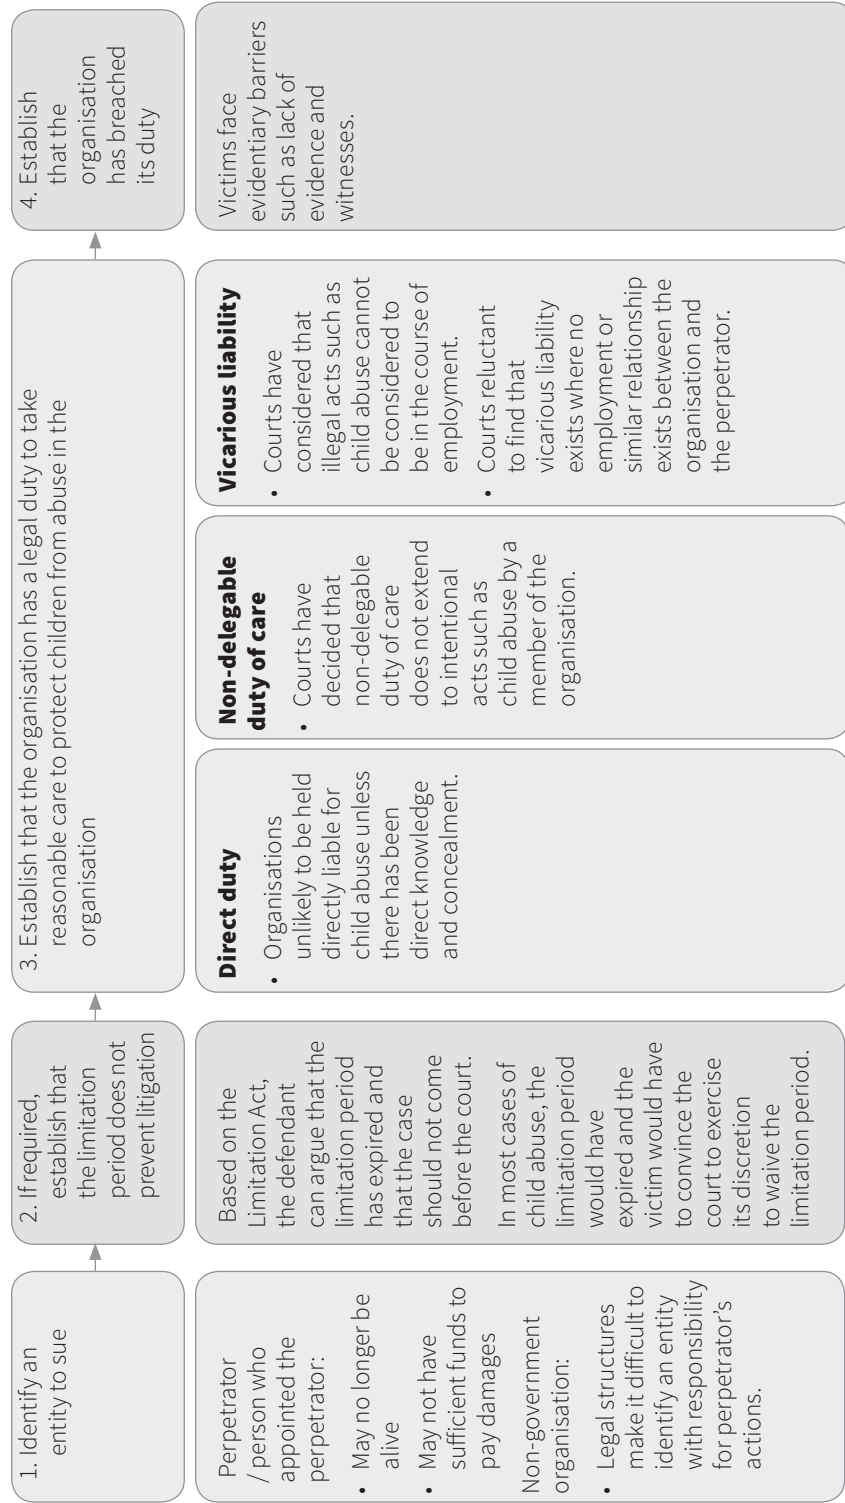 1. Identify an
entity to sue
Perpetrator
/ person who
appointed the
perpetrator:
• May no longer be
alive
• May not have
sufficient funds to
pay damages
Non-government
organisation:
• Legal structures
make it difficult to
identify an entity
with responsibility
for perpetrator's
actions.
2. If required,
establish that
the limitation
period does not
prevent litigation
Based on the
Limitation Act,
the defendant
can argue that the
limitation period
has expired and
that the case
should not come
before the court.
In most cases of
child abuse, the
limitation period
would have
expired and the
victim would have
to convince the
court to exercise
its discretion
to waive the
limitation period.
3. Establish that the organisation has a legal duty to take
reasonable care to protect children from abuse in the
organisation
Direct duty
• Organisations
unlikely to be held
directly liable for
child abuse unless
there has been
direct knowledge
and concealment.
Non-delegable
duty of care
• Courts have
decided that
non-delegable
duty of care
does not extend
to intentional
acts such as
child abuse by a
member of the
organisation.
Vicarious liability
• Courts have
considered that
illegal acts such as
child abuse cannot
be considered to
be in the course of
employment.
• Courts reluctant
to find that
vicarious liability
exists where no
employment or
similar relationship
exists between the
organisation and
the perpetrator.
4. Establish
that the
organisation
has breached
its duty
Victims face
evidentiary barriers
such as lack of
evidence and
witnesses.